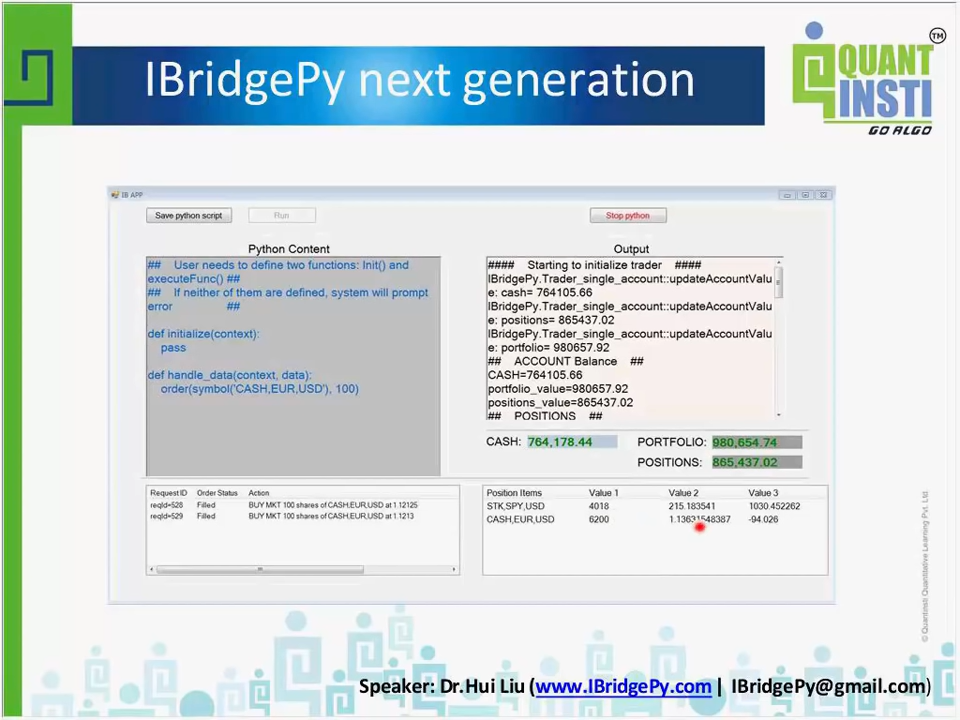 IBridgePy next generation
QUANT
INSTI
GO ALGO
TM
IB APP
Save python script
Run
Stop python
Python Content
## User needs to define two functions: Init() and
executeFunc() ##
## If neither of them are defined, system will prompt
error ##
def initialize(context):
pass
def handle_data(context, data):
order(symbol('CASH,EUR,USD'), 100)
Output
#### Starting to initialize trader ####
IBridgePy.Trader_single_account::updateAccountValu
e: cash= 764105.66
IBridgePy.Trader_single_account::updateAccountValu
e: positions= 865437.02
IBridgePy.Trader_single_account::updateAccountValu
e: portfolio= 980657.92
## ACCOUNT Balance ##
CASH=764105.66
portfolio_value=980657.92
positions_value=865437.02
## POSITIONS ##
CASH: 764,178.44 PORTFOLIO: 980,654.74
POSITIONS: 865,437.02
Request ID Order Status Action
reqId=528 Filled BUY MKT 100 shares of CASH,EUR,USD at 1.12125
reqId=529 Filled BUY MKT 100 shares of CASH,EUR,USD at 1.1213
Position Items Value 1 Value 2 Value 3
STK,SPY,USD 4018 215.183541 1030.452262
CASH,EUR,USD 6200 1.13631548387 -94.026
© QuantInsti Quantitative Learning Pvt. Ltd.
Speaker: Dr.Hui Liu (www.IBridgePy.com | IBridgePy@gmail.com)